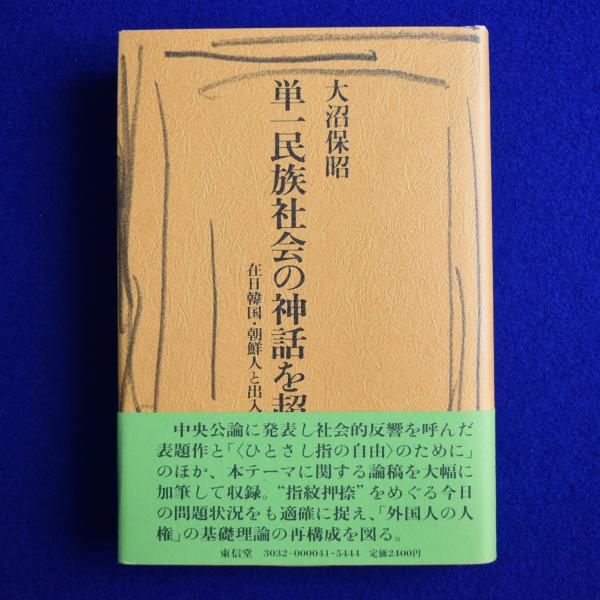 大沼保昭
単一民族社会の神話を超
在日韓国・朝鮮人と出入
中央公論に発表し社会的反響を呼んだ
表題作と「〈ひとさし指の自由〉のために」
のほか、本テーマに関する論稿を大幅に
加筆して収録。“指紋押捺”をめぐる今日
の問題状況をも適確に捉え、「外国人の人
権」の基礎理論の再構成を図る。
東信堂 3032-000041-5444 定価2400円